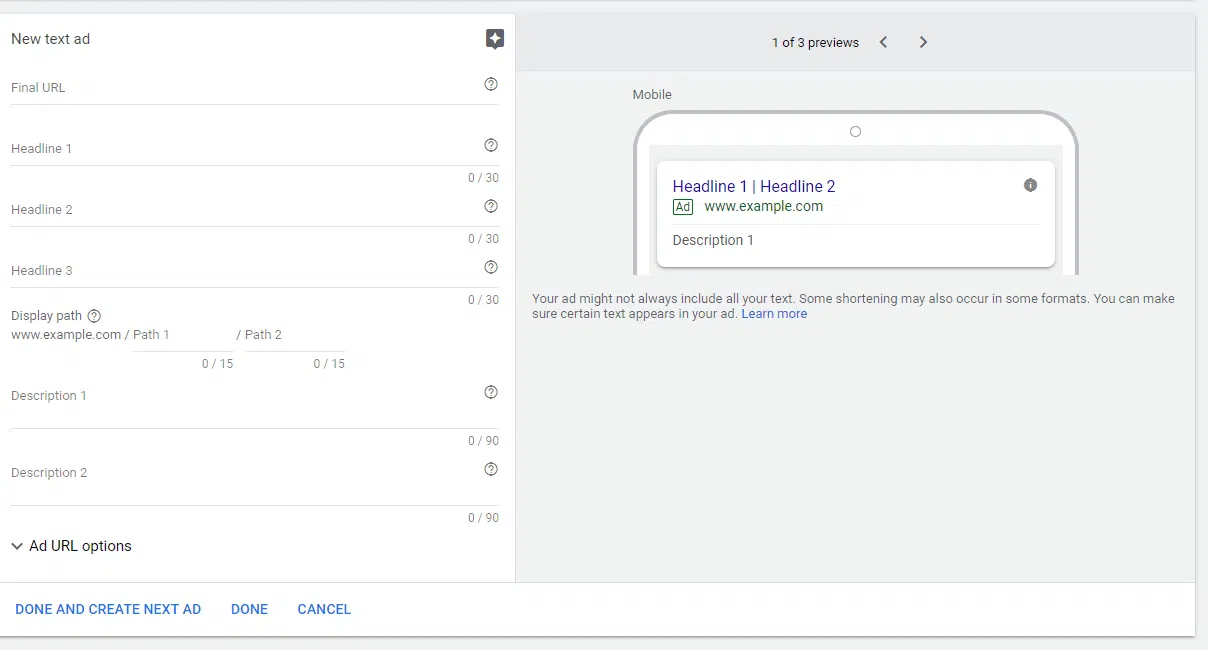 New text ad
Final URL
Headline 1
0 / 30
Headline 2
0 / 30
Headline 3
0 / 30
Display path
www.example.com / Path 1 / Path 2
0 / 15 0 / 15
Description 1
0 / 90
Description 2
0 / 90
Ad URL options
1 of 3 previews
Mobile
Headline 1 | Headline 2
Ad www.example.com
Description 1
Your ad might not always include all your text. Some shortening may also occur in some formats. You can make
sure certain text appears in your ad. Learn more
DONE AND CREATE NEXT AD DONE CANCEL